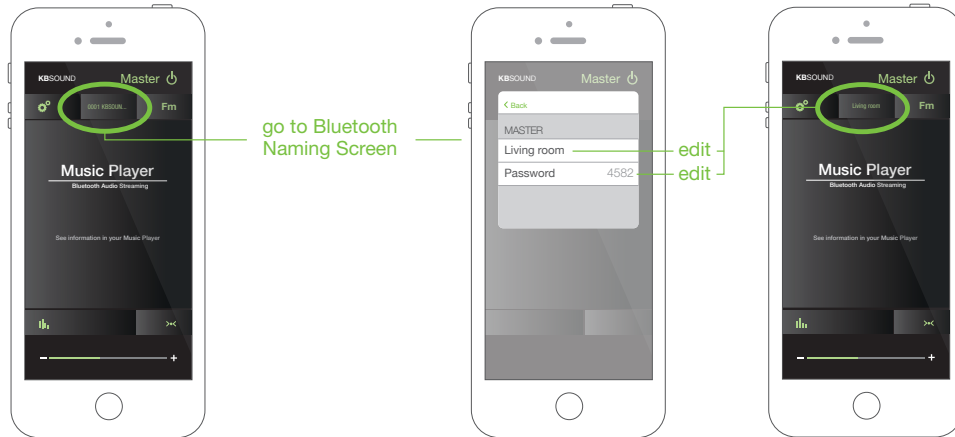 KBSOUND Master
0001 KBSOUN... Fm
Music Player
Bluetooth Audio Streaming
See information in your Music Player
- +
go to Bluetooth
Naming Screen
KBSOUND Master
Back
MASTER
Living room
Password 4582
edit
edit
KBSOUND Master
Living room Fm
Music Player
Bluetooth Audio Streaming
See information in your Music Player
- +